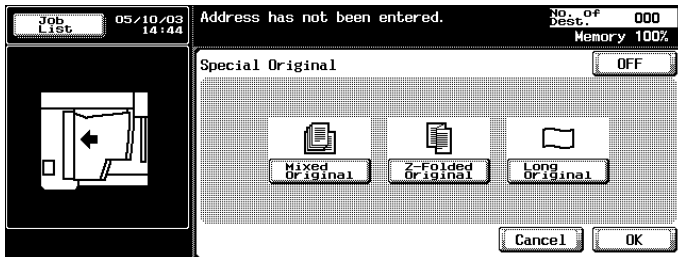 Job
List
05/10/03
14:44
Address has not been entered.
No. of
Dest.
000
Memory 100%
Special Original
OFF
Mixed
Original
Z-Folded
Original
Long
Original
Cancel
OK